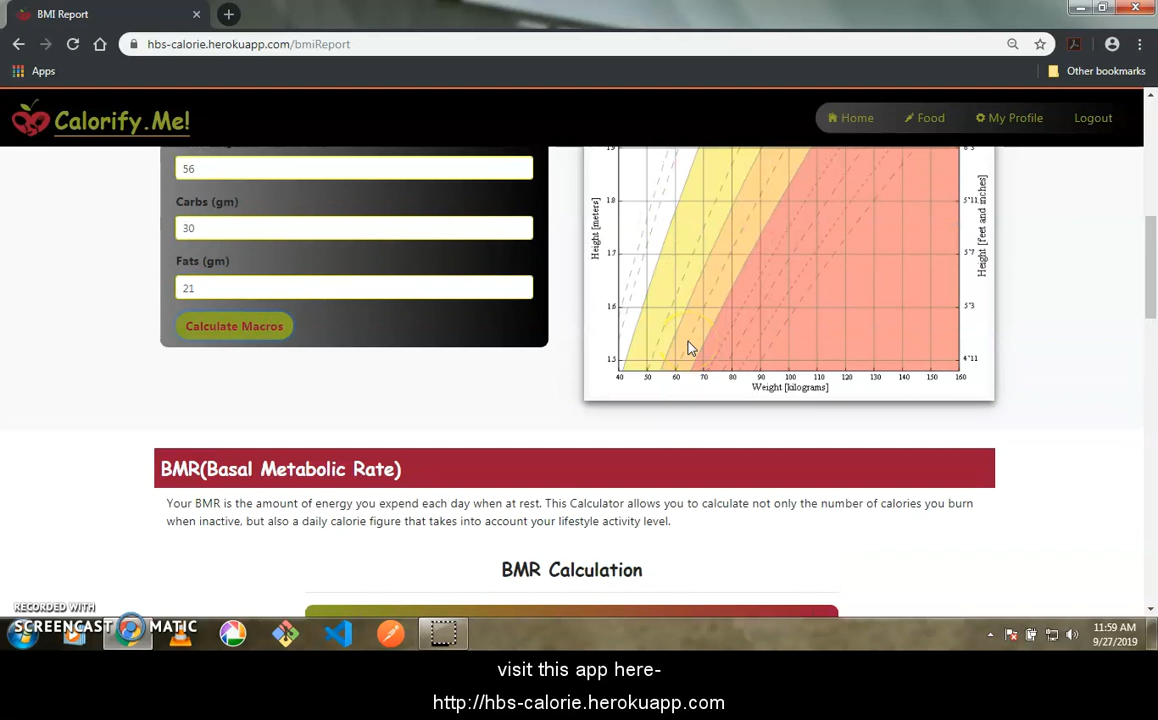 BMI Report
hbs-calorie.herokuapp.com/bmiReport
Apps
Other bookmarks
Calorify.Me!
Home
Food
My Profile
Logout
56
Carbs (gm)
30
Fats (gm)
21
Calculate Macros
Height [meters]
1.9
1.8
1.7
1.6
1.5
6'3
5'11
5'7
5'3
4'11
Height [feet and inches]
40 50 60 70 80 90 100 110 120 130 140 150 160
Weight [kilograms]
BMR(Basal Metabolic Rate)
Your BMR is the amount of energy you expend each day when at rest. This Calculator allows you to calculate not only the number of calories you burn
when inactive, but also a daily calorie figure that takes into account your lifestyle activity level.
BMR Calculation
RECORDED WITH
SCREENCAST MATIC
11:59 AM
9/27/2019
visit this app here-
http://hbs-calorie.herokuapp.com